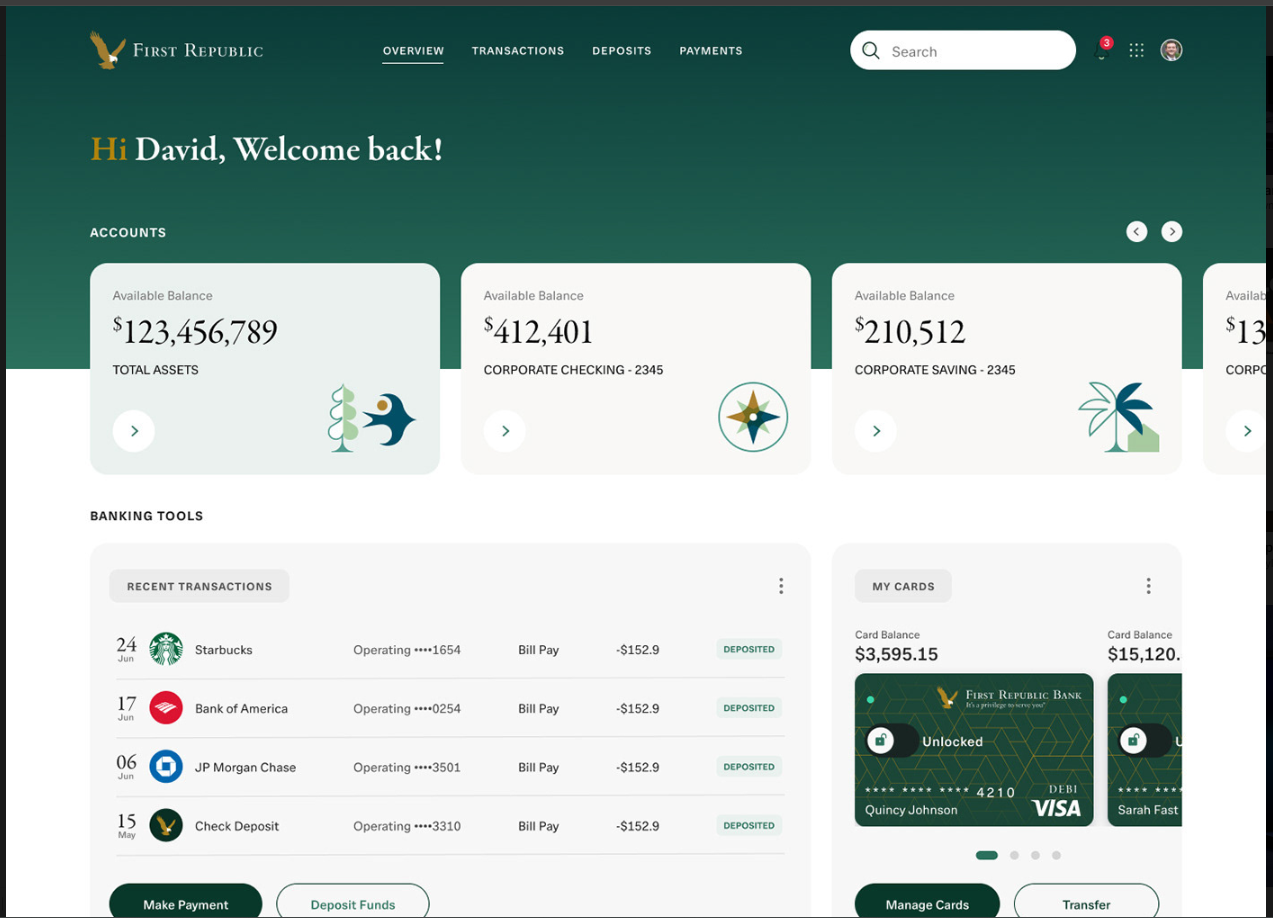 FIRST REPUBLIC
OVERVIEW TRANSACTIONS DEPOSITS PAYMENTS
Search
3
Hi David, Welcome back!
ACCOUNTS
Available Balance
$123,456,789
TOTAL ASSETS
Available Balance
$412,401
CORPORATE CHECKING - 2345
Available Balance
$210,512
CORPORATE SAVING - 2345
Availab
$13
CORPO
BANKING TOOLS
RECENT TRANSACTIONS
24 Jun Starbucks Operating ••••1654 Bill Pay -$152.9 DEPOSITED
17 Jun Bank of America Operating ••••0254 Bill Pay -$152.9 DEPOSITED
06 Jun JP Morgan Chase Operating ••••3501 Bill Pay -$152.9 DEPOSITED
15 May Check Deposit Operating ••••3310 Bill Pay -$152.9 DEPOSITED
Make Payment Deposit Funds
MY CARDS
Card Balance
$3,595.15
FIRST REPUBLIC BANK
It's a privilege to serve you®
Unlocked
**** **** **** 4210
DEBI
Quincy Johnson
VISA
Card Balance
$15,120.
U
**** ****
Sarah Fast
Manage Cards Transfer